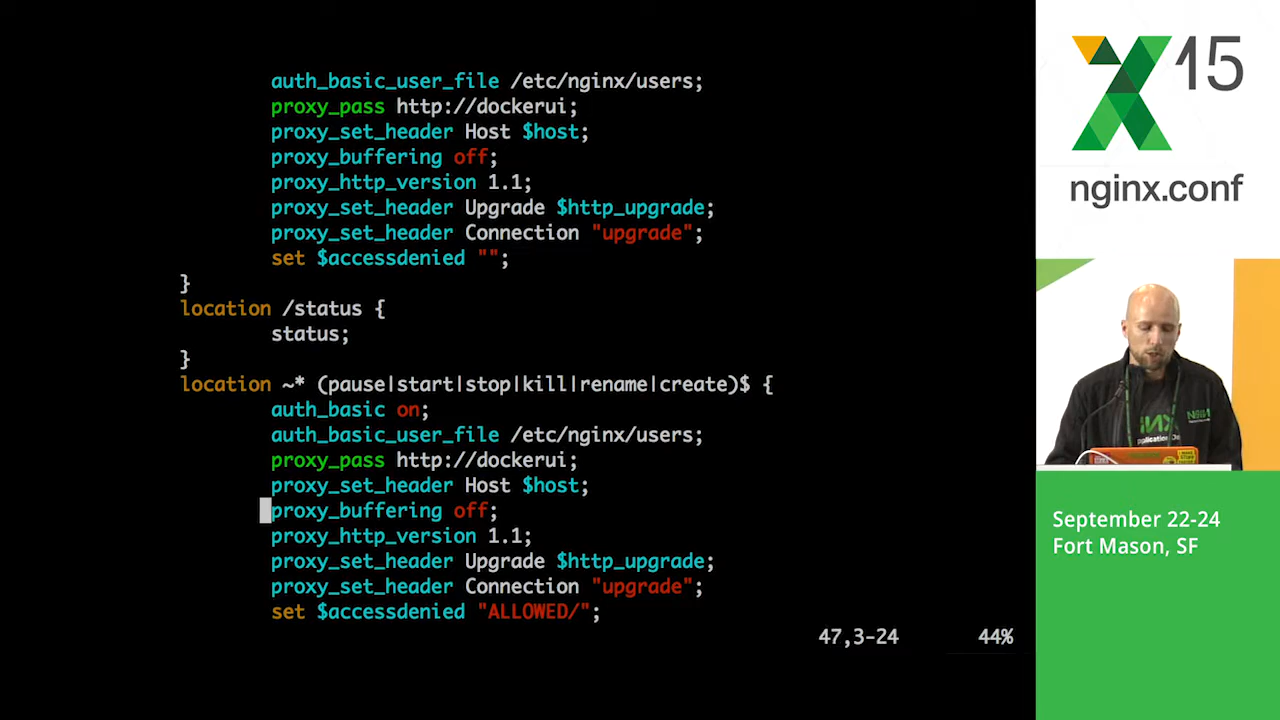 auth_basic_user_file /etc/nginx/users;
proxy_pass http://dockerui;
proxy_set_header Host $host;
proxy_buffering off;
proxy_http_version 1.1;
proxy_set_header Upgrade $http_upgrade;
proxy_set_header Connection "upgrade";
set $accessdenied "";
}
location /status {
status;
}
location ~* (pause|start|stop|kill|rename|create)$ {
auth_basic on;
auth_basic_user_file /etc/nginx/users;
proxy_pass http://dockerui;
proxy_set_header Host $host;
proxy_buffering off;
proxy_http_version 1.1;
proxy_set_header Upgrade $http_upgrade;
proxy_set_header Connection "upgrade";
set $accessdenied "ALLOWED/";
47,3-24 44%
15
nginx.conf
September 22-24
Fort Mason, SF